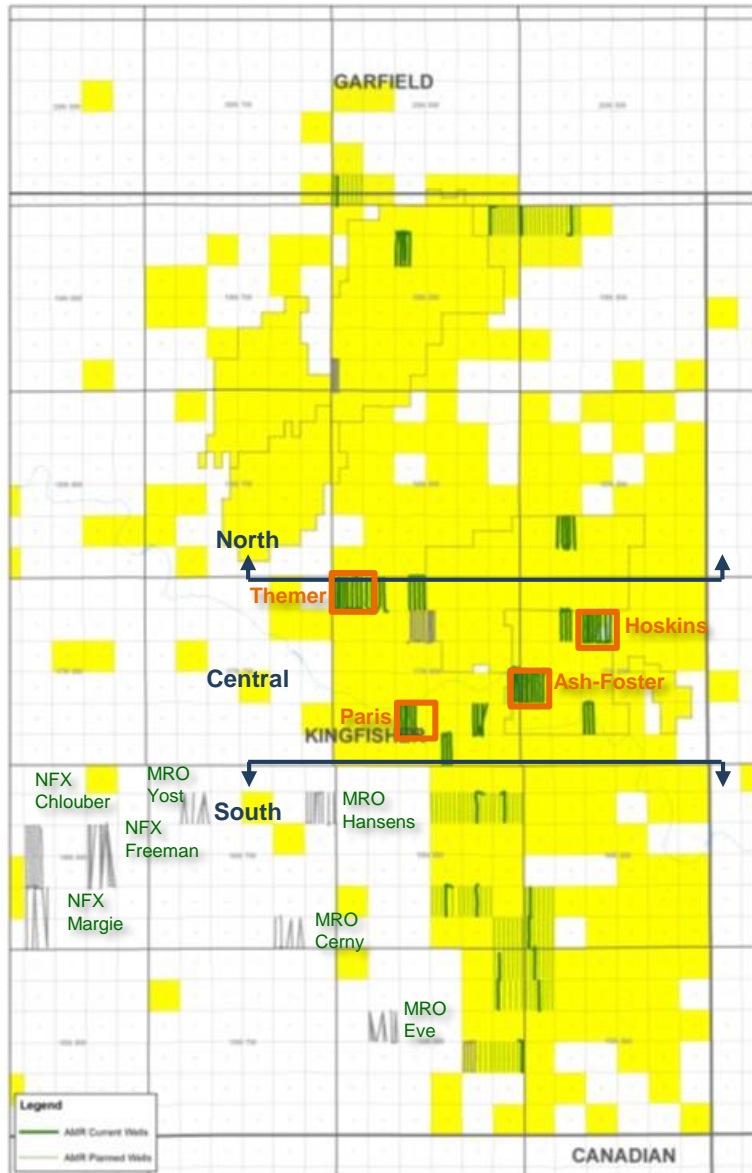 GARFIELD
North
Themer
Hoskins
Central
Ash-Foster
Paris
KINGFISHER
NFX
Chlouber
MRO
Yost
South
MRO
Hansens
NFX
Freeman
NFX
Margie
MRO
Cerny
MRO
Eve
Legend
AMR Current Wells
AMR Planned Wells
CANADIAN